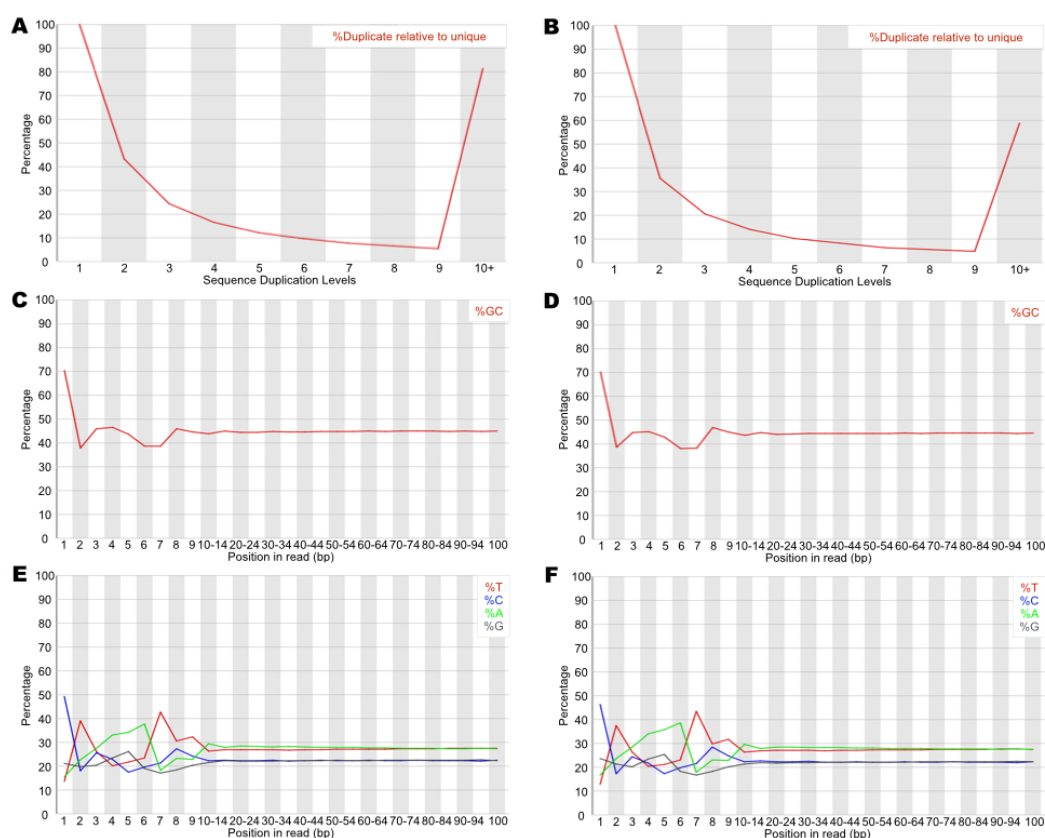 A
%Duplicate relative to unique
Percentage
100
90
80
70
60
50
40
30
20
10
0
1 2 3 4 5 6 7 8 9 10+
Sequence Duplication Levels
B
%Duplicate relative to unique
Percentage
100
90
80
70
60
50
40
30
20
10
0
1 2 3 4 5 6 7 8 9 10+
Sequence Duplication Levels
C
%GC
Percentage
100
90
80
70
60
50
40
30
20
10
0
1 2 3 4 5 6 7 8 9 10-14 20-24 30-34 40-44 50-54 60-64 70-74 80-84 90-94 100
Position in read (bp)
D
%GC
Percentage
100
90
80
70
60
50
40
30
20
10
0
1 2 3 4 5 6 7 8 9 10-14 20-24 30-34 40-44 50-54 60-64 70-74 80-84 90-94 100
Position in read (bp)
E
%T
%C
%A
%G
Percentage
100
90
80
70
60
50
40
30
20
10
0
1 2 3 4 5 6 7 8 9 10-14 20-24 30-34 40-44 50-54 60-64 70-74 80-84 90-94 100
Position in read (bp)
F
%T
%C
%A
%G
Percentage
100
90
80
70
60
50
40
30
20
10
0
1 2 3 4 5 6 7 8 9 10-14 20-24 30-34 40-44 50-54 60-64 70-74 80-84 90-94 100
Position in read (bp)